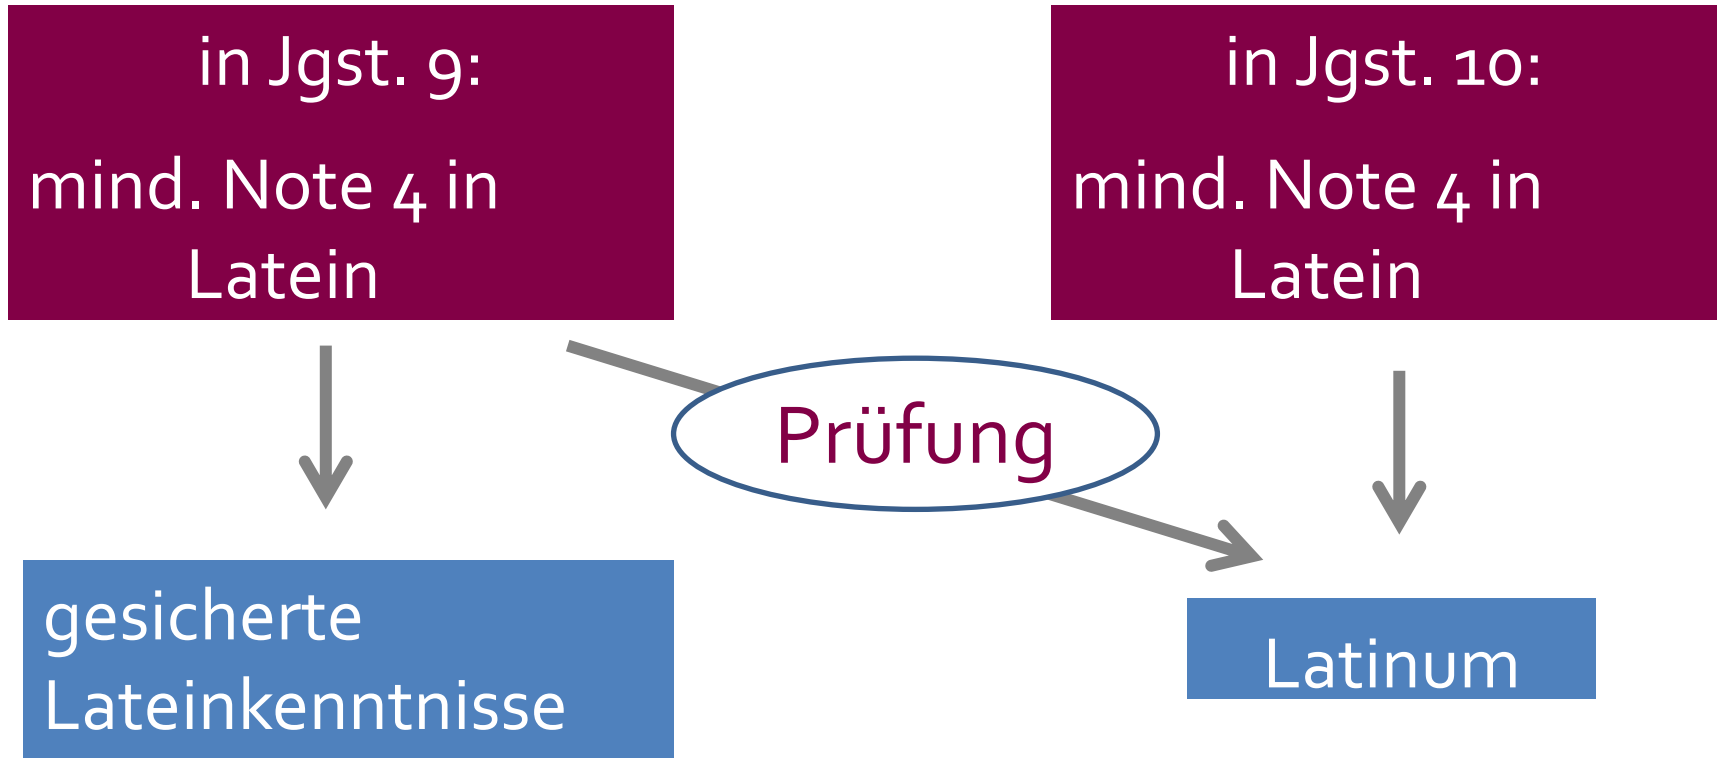 in Jgst. 9:
mind. Note 4 in
Latein
in Jgst. 10:
mind. Note 4 in
Latein
Prüfung
gesicherte
Lateinkenntnisse
Latinum